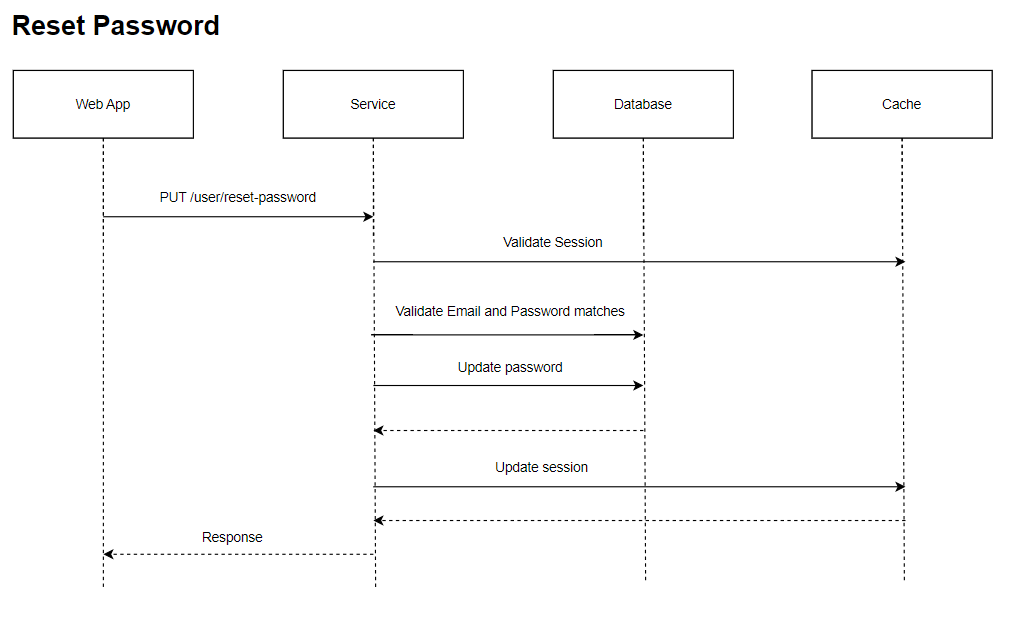 Reset Password
Web App
Service
Database
Cache
PUT /user/reset-password
Validate Session
Validate Email and Password matches
Update password
Update session
Response